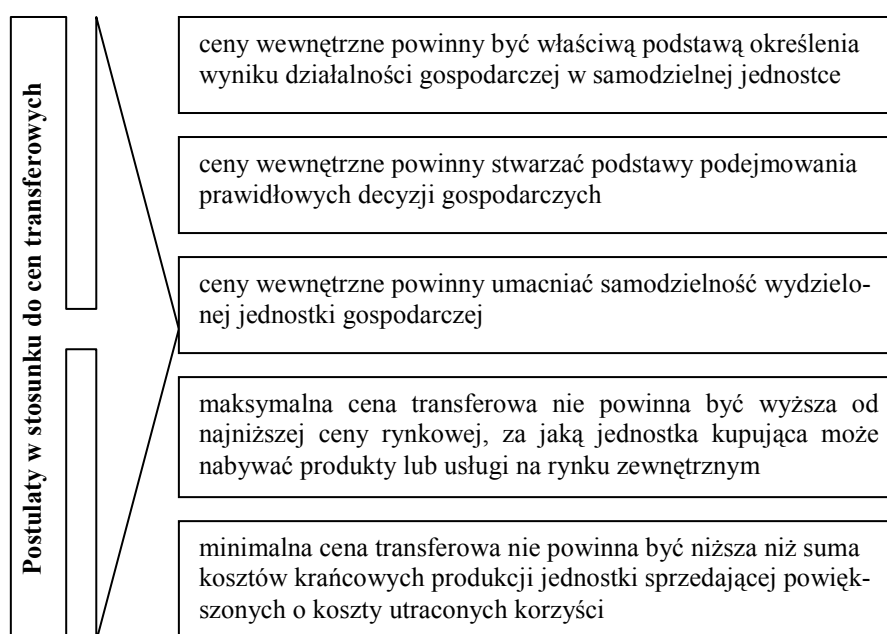 Postulaty w stosunku do cen transferowych
ceny wewnętrzne powinny być właściwą podstawą określenia
wyniku działalności gospodarczej w samodzielnej jednostce
ceny wewnętrzne powinny stwarzać podstawy podejmowania
prawidłowych decyzji gospodarczych
ceny wewnętrzne powinny umacniać samodzielność wydzielo-
nej jednostki gospodarczej
maksymalna cena transferowa nie powinna być wyższa od
najniższej ceny rynkowej, za jaką jednostka kupująca może
nabywać produkty lub usługi na rynku zewnętrznym
minimalna cena transferowa nie powinna być niższa niż suma
kosztów krańcowych produkcji jednostki sprzedającej powięk-
szonych o koszty utraconych korzyści